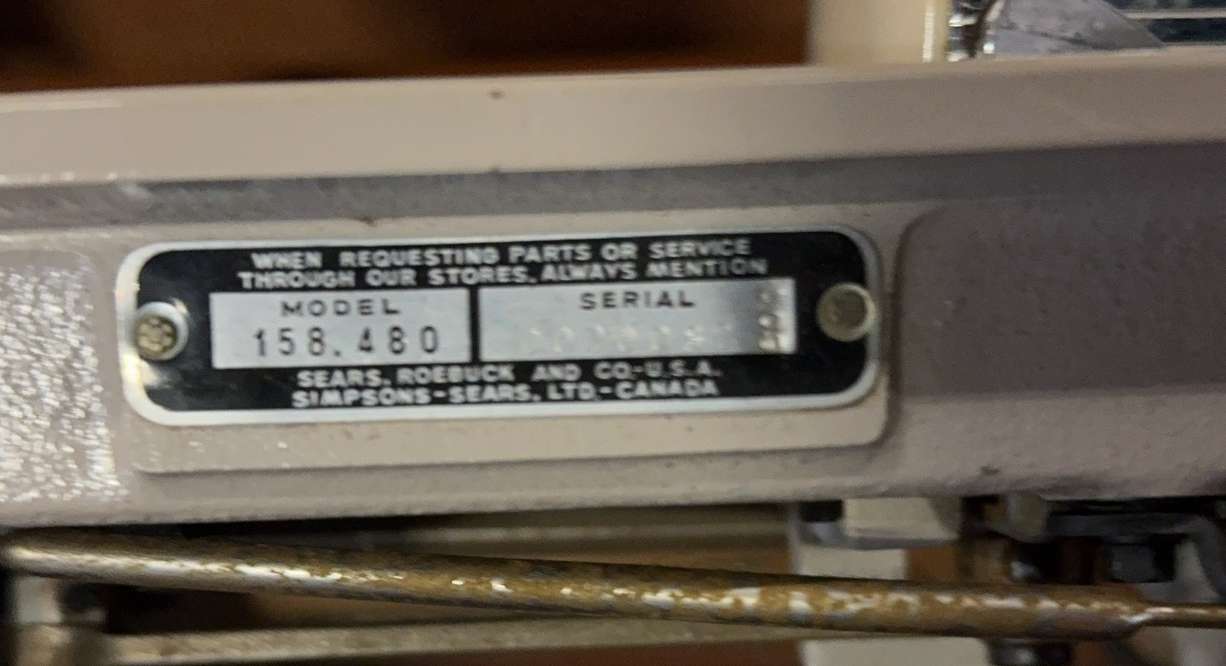 WHEN REQUESTING PARTS OR SERVICE
THROUGH OUR STORES, ALWAYS MENTION
MODEL
158.480
SERIAL
SEARS, ROEBUCK AND CO.-U.S.A.
SIMPSONS-SEARS, LTD.-CANADA